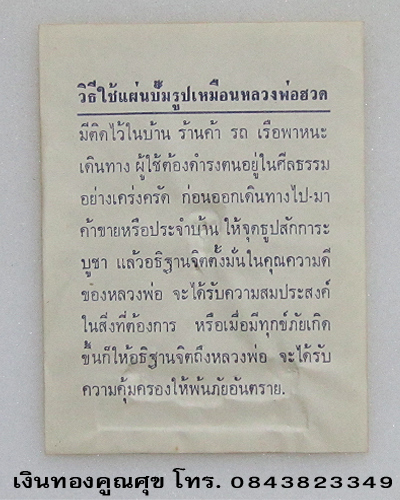 วิธีใช้แผ่นปั๊มรูปเหมือนหลวงพ่อฮวด
มีติดไว้ในบ้าน ร้านค้า รถ เรือพาหนะ
เดินทาง ผู้ใช้ต้องดำรงตนอยู่ในศีลธรรม
อย่างเคร่งครัด ก่อนออกเดินทางไป-มา
ค้าขายหรือประจำบ้าน ให้จุดธูปสักการะ
บูชา แล้วอธิฐานจิตตั้งมั่นในคุณความดี
ของหลวงพ่อ จะได้รับความสมประสงค์
ในสิ่งที่ต้องการ หรือเมื่อมีทุกข์ภัยเกิด
ขึ้นก็ให้อธิฐานจิตถึงหลวงพ่อ จะได้รับ
ความคุ้มครองให้พ้นภัยอันตราย.
เงินทองคูณศุข โทร. 0843823349